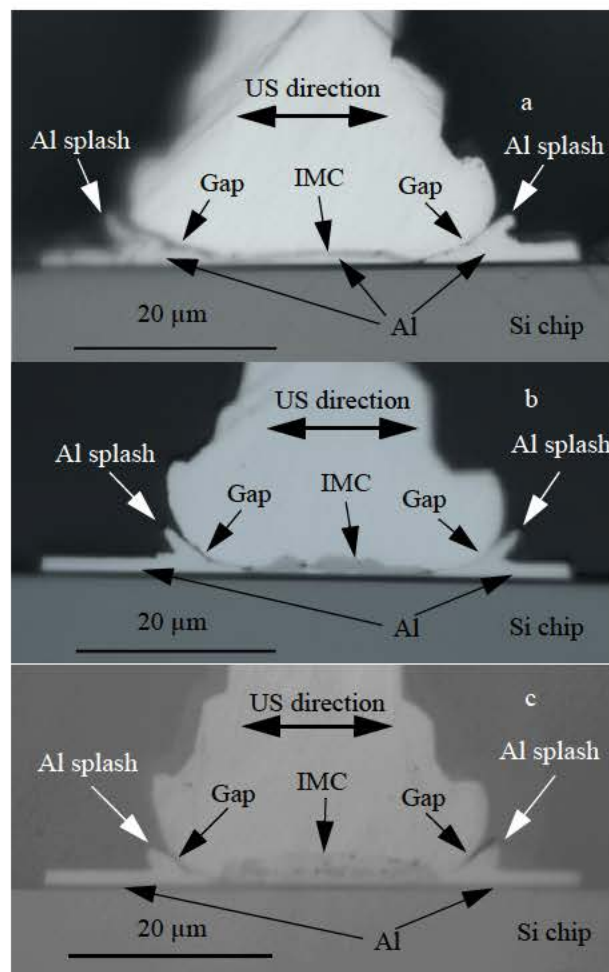 US direction
a
Al splash
Al splash
Gap
IMC
Gap
20 µm
Al
Si chip
US direction
b
Al splash
Al splash
Gap
IMC
Gap
20 µm
Al
Si chip
US direction
c
Al splash
Al splash
Gap
IMC
Gap
20 µm
Al
Si chip